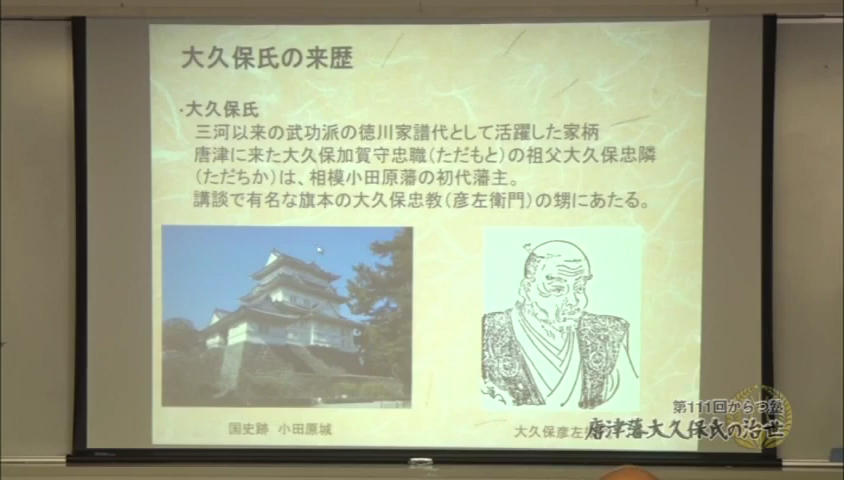 大久保氏の来歴
・大久保氏
三河以来の武功派の徳川家譜代として活躍した家柄
唐津に来た大久保加賀守忠職(ただもと)の祖父大久保忠隣
(ただちか)は、相模小田原藩の初代藩主。
講談で有名な旗本の大久保忠教(彦左衛門)の甥にあたる。
国史跡 小田原城
大久保彦左
第111回からつ塾
唐津藩大久保氏の治世